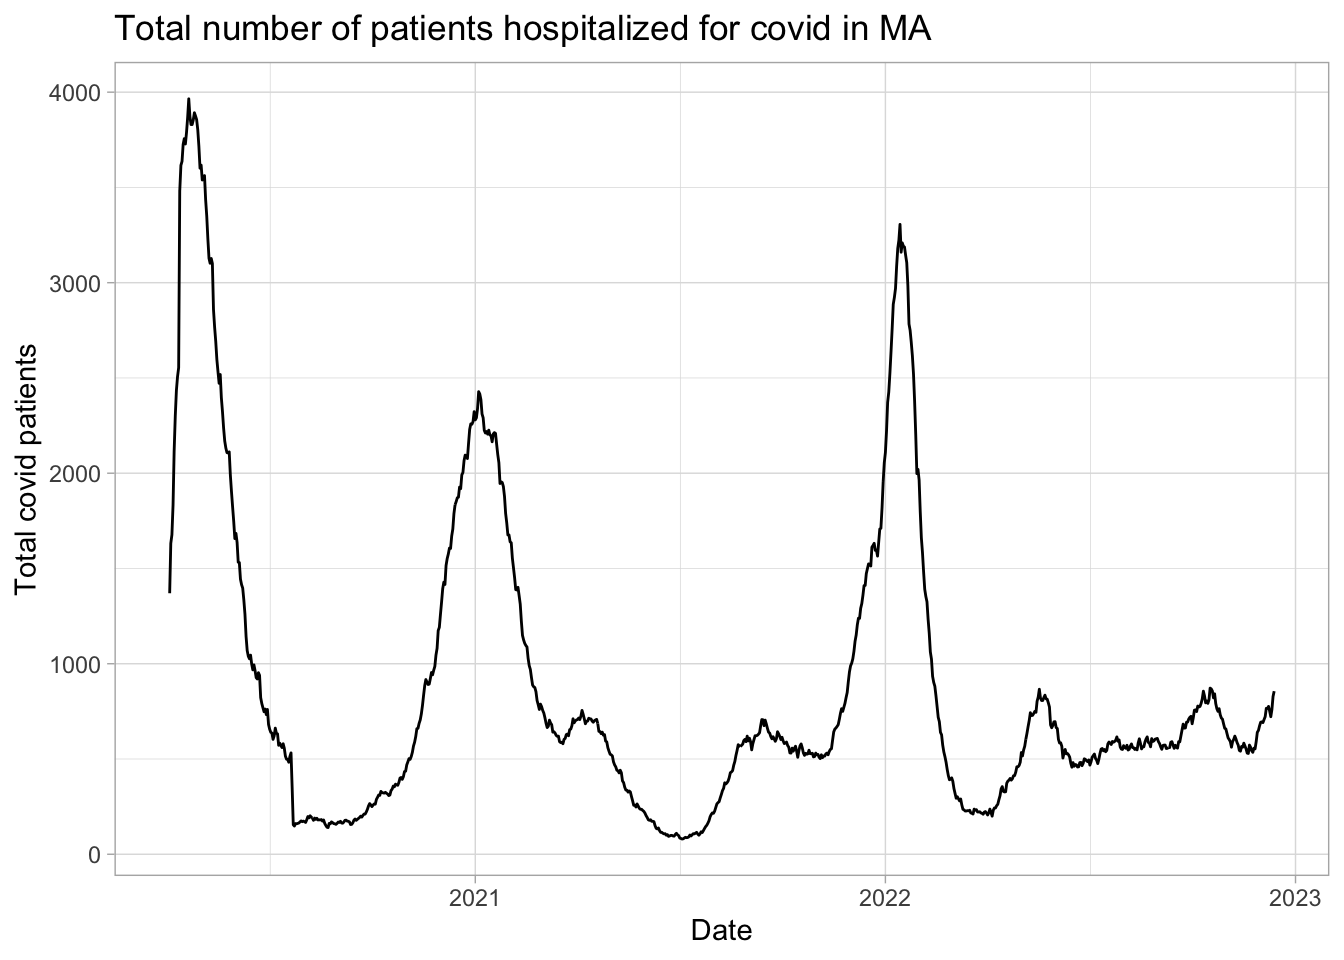 Total number of patients hospitalized for covid in MA
4000
3000
2000
1000
0
Total covid patients
2021
2022
2023
Date